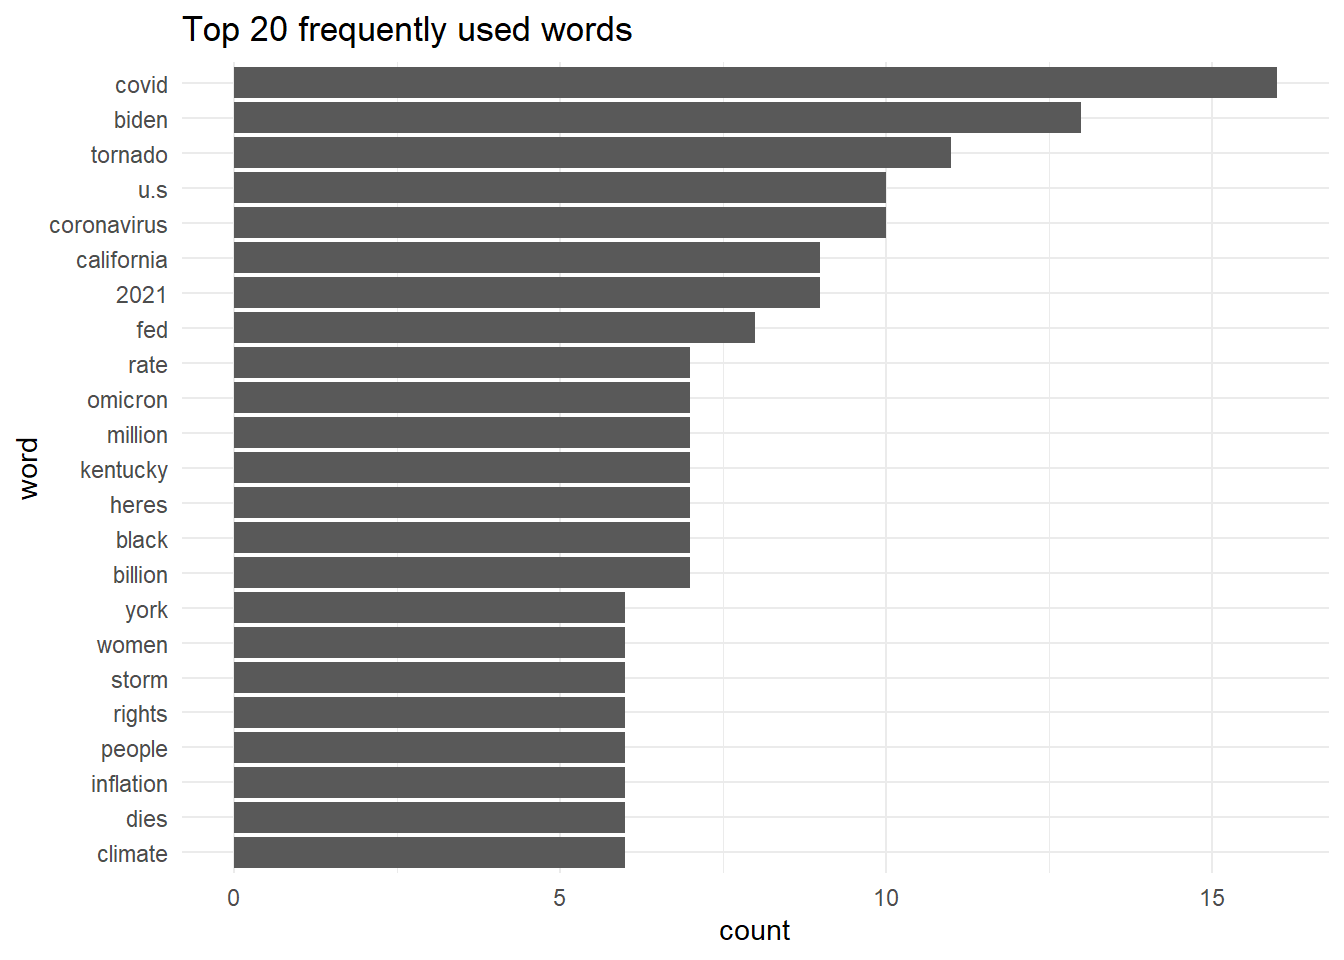 Top 20 frequently used words
covid
biden
tornado
u.s
coronavirus
california
2021
fed
rate
omicron
million
kentucky
heres
black
billion
york
women
storm
rights
people
inflation
dies
climate
word
0 5 10 15
count